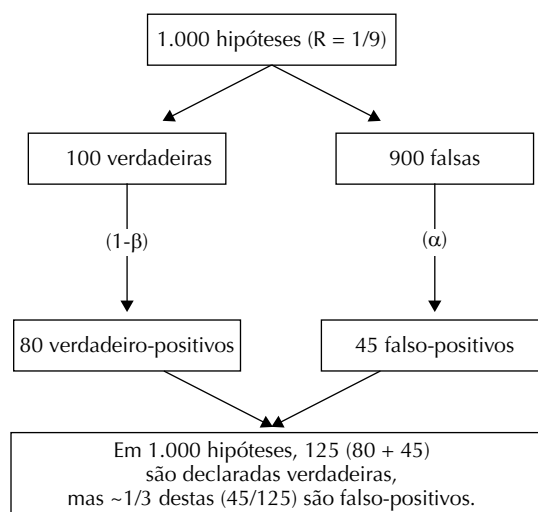 1.000 hipóteses (R = 1/9)
100 verdadeiras
900 falsas
(1-β)
(α)
80 verdadeiro-positivos
45 falso-positivos
Em 1.000 hipóteses, 125 (80 + 45)
são declaradas verdadeiras,
mas ~1/3 destas (45/125) são falso-positivos.